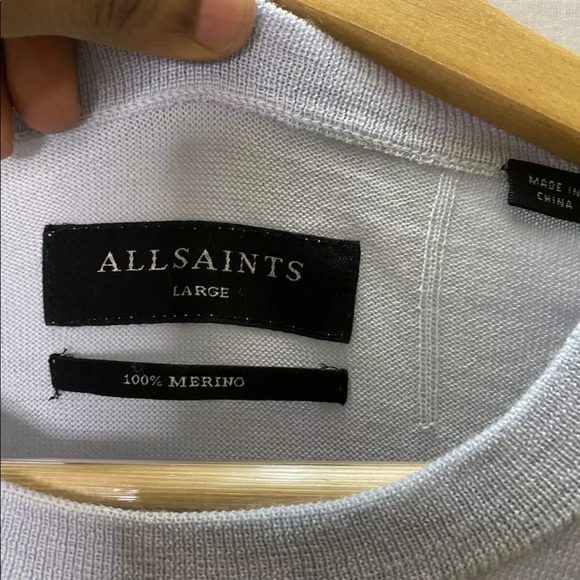 ALLSAINTS
LARGE
100% MERINO
MADE IN
CHINA